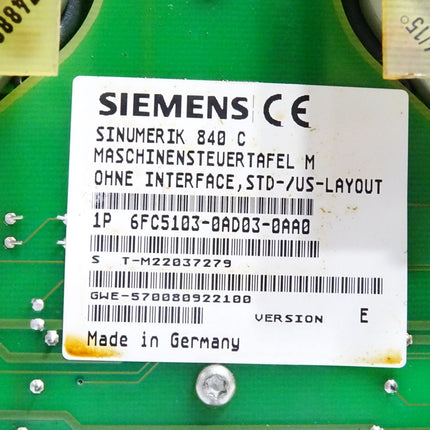 SIEMENS CE
SINUMERIK 840 C
MASCHINENSTEUERTAFEL M
OHNE INTERFACE,STD-/US-LAYOUT
1P 6FC5103-0AD03-0AA0
S T-M22037279
GWE-570080922100
VERSION E
Made in Germany